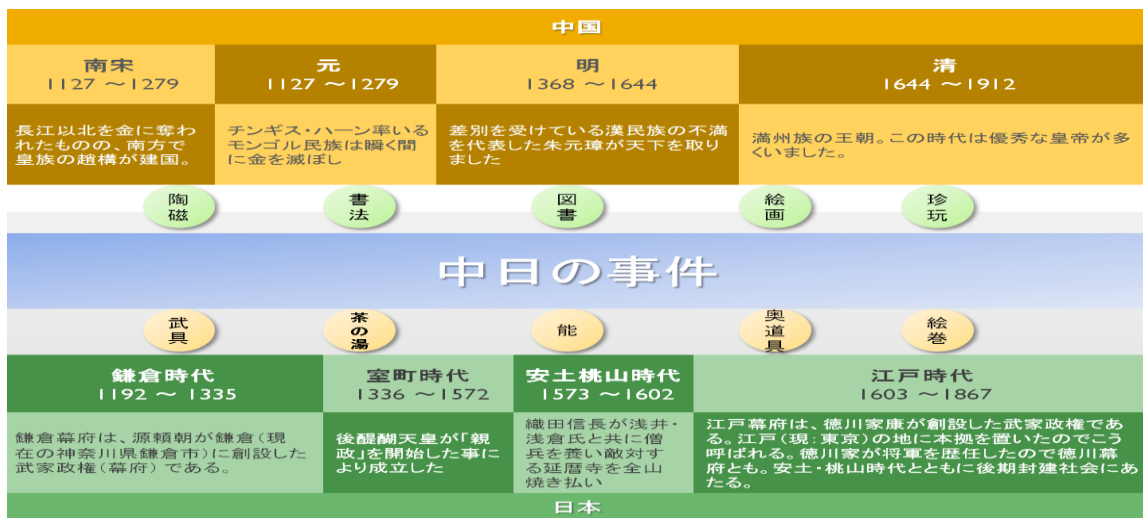 中国
南宋
1127 ～1279
元
1127 ～1279
明
1368 ～1644
清
1644 ～1912
長江以北を金に奪わ
れたものの、南方で
皇族の趙構が建国。
チンギス・ハーン率いる
モンゴル民族は瞬く間
に金を滅ぼし
差別を受けている漢民族の不満
を代表した朱元璋が天下を取り
ました
満州族の王朝。この時代は優秀な皇帝が多
くいました。
陶
磁
書
法
図
書
絵
画
珍
玩
中日の事件
武
具
茶
の
湯
能
奥
道
具
絵
巻
鎌倉時代
1192 ～ 1335
室町時代
1336 ～1572
安土桃山時代
1573 ～1602
江戸時代
1603 ～1867
鎌倉幕府は、源頼朝が鎌倉（現
在の神奈川県鎌倉市）に創設した
武家政権（幕府）である。
後醍醐天皇が「親
政」を開始した事に
より成立した
織田信長が浅井・
浅倉氏と共に僧
兵を養い敵対す
る延暦寺を全山
焼き払い
江戸幕府は、徳川家康が創設した武家政権であ
る。江戸（現：東京）の地に本拠を置いたのでこう
呼ばれる。徳川家が将軍を歴任したので徳川幕
府とも。安土・桃山時代とともに後期封建社会にあ
たる。
日本